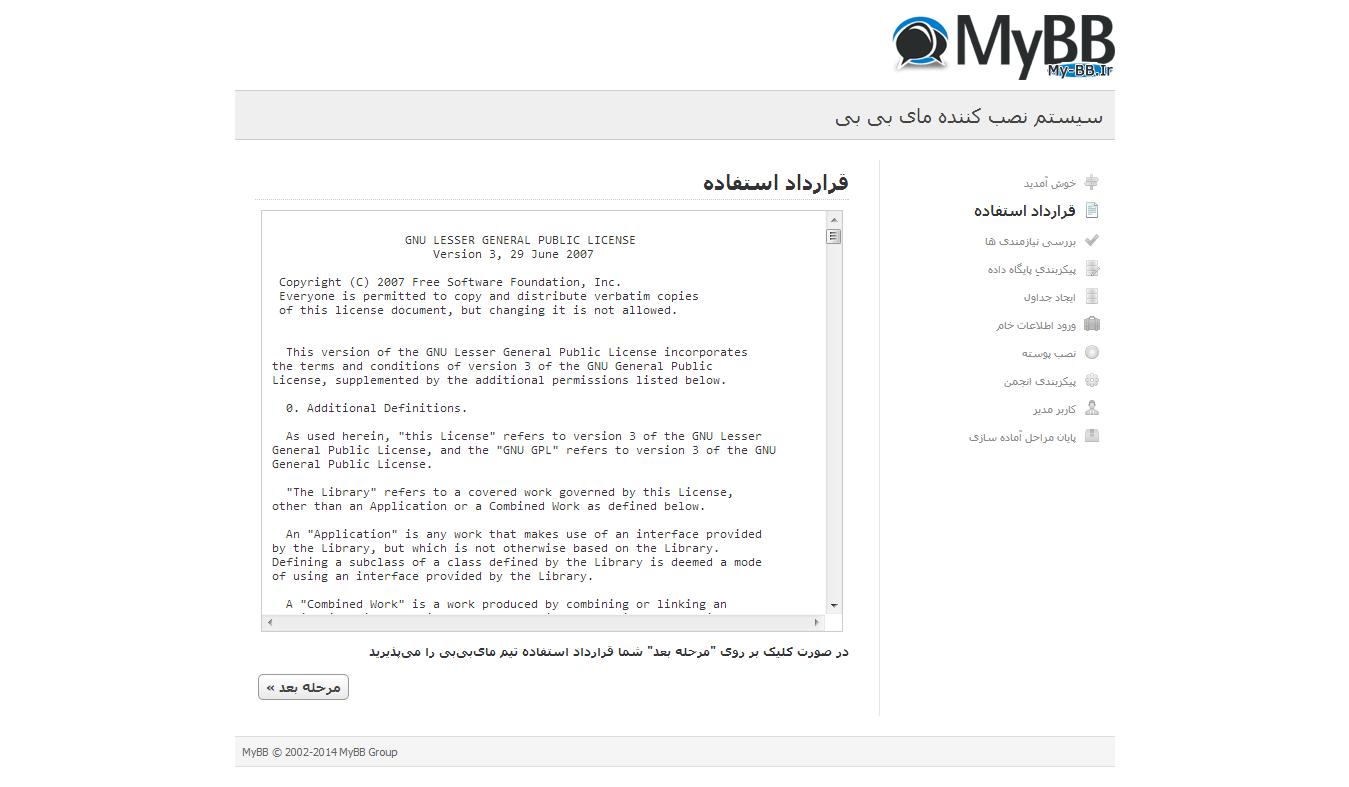 MyBB
My-BB.Ir
سیستم نصب کننده مای بی بی
خوش آمدید
قرارداد استفاده
بررسی نیازمندی ها
پیکربندي پایگاه داده
ایجاد جداول
ورود اطلاعات خام
نصب پوسته
پیکربندی انجمن
کاربر مدیر
پایان مراحل آماده سازی
قرارداد استفاده
GNU LESSER GENERAL PUBLIC LICENSE
Version 3, 29 June 2007
Copyright (C) 2007 Free Software Foundation, Inc.
Everyone is permitted to copy and distribute verbatim copies
of this license document, but changing it is not allowed.
This version of the GNU Lesser General Public License incorporates
the terms and conditions of version 3 of the GNU General Public
License, supplemented by the additional permissions listed below.
0. Additional Definitions.
As used herein, "this License" refers to version 3 of the GNU Lesser
General Public License, and the "GNU GPL" refers to version 3 of the GNU
General Public License.
"The Library" refers to a covered work governed by this License,
other than an Application or a Combined Work as defined below.
An "Application" is any work that makes use of an interface provided
by the Library, but which is not otherwise based on the Library.
Defining a subclass of a class defined by the Library is deemed a mode
of using an interface provided by the Library.
A "Combined Work" is a work produced by combining or linking an
در صورت کلیک بر روی "مرحله بعد" شما قرارداد استفاده تیم مای‌بی‌بی را می‌پذیرید
مرحله بعد »
MyBB © 2002-2014 MyBB Group